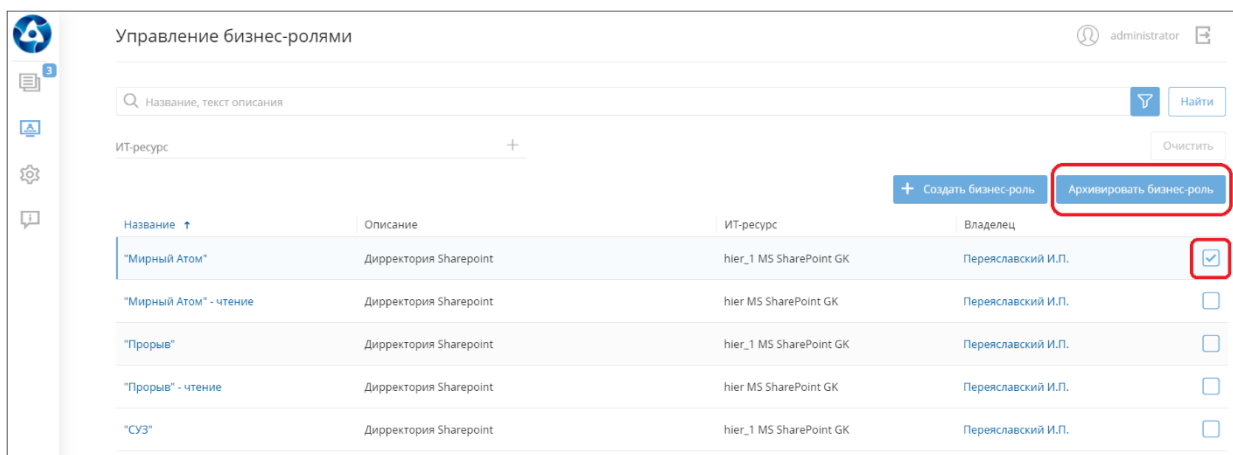 Управление бизнес-ролями
administrator
3
Название, текст описания
Найти
ИТ-ресурс
Очистить
Создать бизнес-роль
Архивировать бизнес-роль
Название Описание ИТ-ресурс Владелец
"Мирный Атом" Дирректория Sharepoint hier_1 MS SharePoint GK Переяславский И.П.
"Мирный Атом" - чтение Дирректория Sharepoint hier MS SharePoint GK Переяславский И.П.
"Прорыв" Дирректория Sharepoint hier_1 MS SharePoint GK Переяславский И.П.
"Прорыв" - чтение Дирректория Sharepoint hier MS SharePoint GK Переяславский И.П.
"СУЗ" Дирректория Sharepoint hier_1 MS SharePoint GK Переяславский И.П.